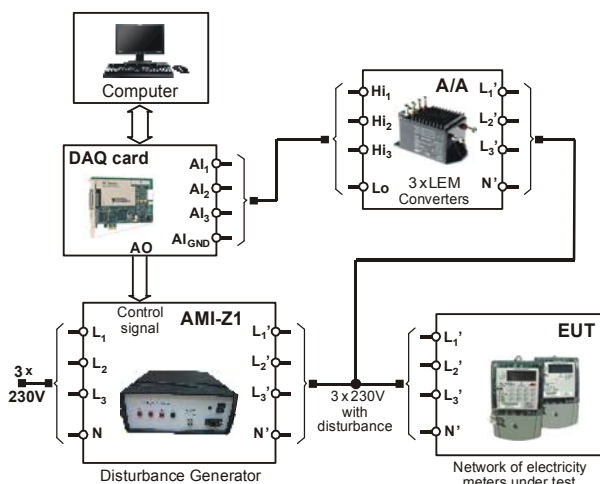 Computer
DAQ card
AI1
AI2
AI3
AIGND
AO
A/A
Hi1
Hi2
Hi3
Lo
L1'
L2'
L3'
N'
3 x LEM
Converters
Control
signal
AMI-Z1
3 x
230V
L1
L2
L3
N
L1'
L2'
L3'
N'
Disturbance Generator
3 x 230V
with
disturbance
EUT
L1'
L2'
L3'
N'
Network of electricity
meters under test